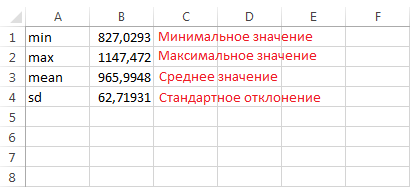 A B C D E F
1 min 827,0293 Минимальное значение
2 max 1147,472 Максимальное значение
3 mean 965,9948 Среднее значение
4 sd 62,71931 Стандартное отклонение
5
6
7
8